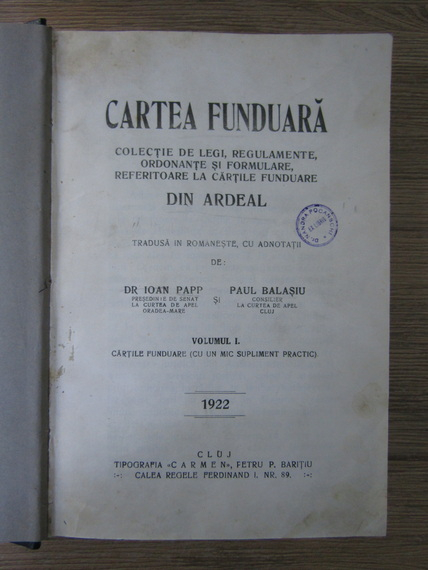 CARTEA FUNDUARĂ
COLECȚIE DE LEGI, REGULAMENTE,
ORDONANȚE ȘI FORMULARE,
REFERITOARE LA CĂRȚILE FUNDUARE
DIN ARDEAL
TRADUSĂ IN ROMANEȘTE, CU ADNOTAȚII
DE:
DR IOAN PAPP ȘI PAUL BALAȘIU
PREȘEDINTE DE SENAT CONSILIER
LA CURTEA DE APEL LA CURTEA DE APEL
ORADEA-MARE CLUJ
VOLUMUL I.
CĂRȚILE FUNDUARE (CU UN MIC SUPLIMENT PRACTIC)
1922
CLUJ
TIPOGRAFIA «CARMEN», PETRU P. BARIȚIU
:-: CALEA REGELE FERDINAND I. NR. 89. :-: